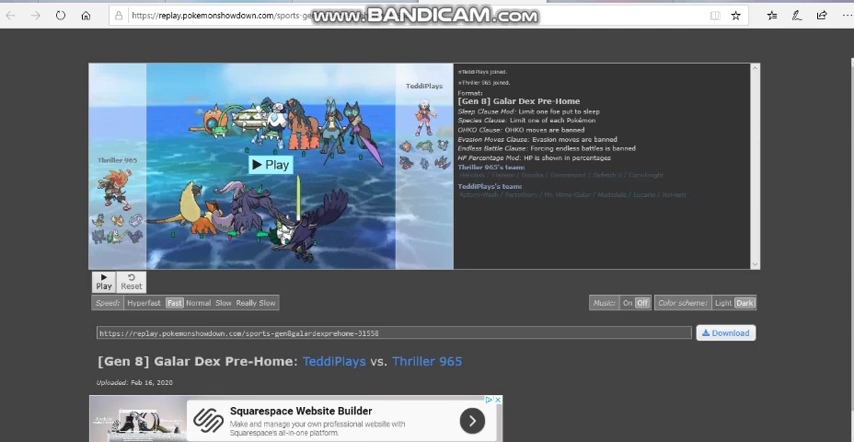 https://replay.pokemonshowdown.com/sports-gen
WWW.BANDICAM.COM
TeddiPlays
Thriller 965
Play
TeddiPlays joined.
Thriller 965 joined.
Format:
[Gen 8] Galar Dex Pre-Home
Sleep Clause Mod: Limit one foe put to sleep
Species Clause: Limit one of each Pokémon
OHKO Clause: OHKO moves are banned
Evasion Moves Clause: Evasion moves are banned
Endless Battle Clause: Forcing endless battles is banned
HP Percentage Mod: HP is shown in percentages
Thriller 965's team:
TeddiPlays's team:
Play
Reset
Speed: Hyperfast Fast Normal Slow Really Slow
Music: On Off
Color scheme: Light Dark
https://replay.pokemonshowdown.com/sports-gen8galardexprehome-31558
Download
[Gen 8] Galar Dex Pre-Home: TeddiPlays vs. Thriller 965
Uploaded: Feb 16, 2020
Squarespace Website Builder
Make and manage your own professional website with
Squarespace's all-in-one platform.